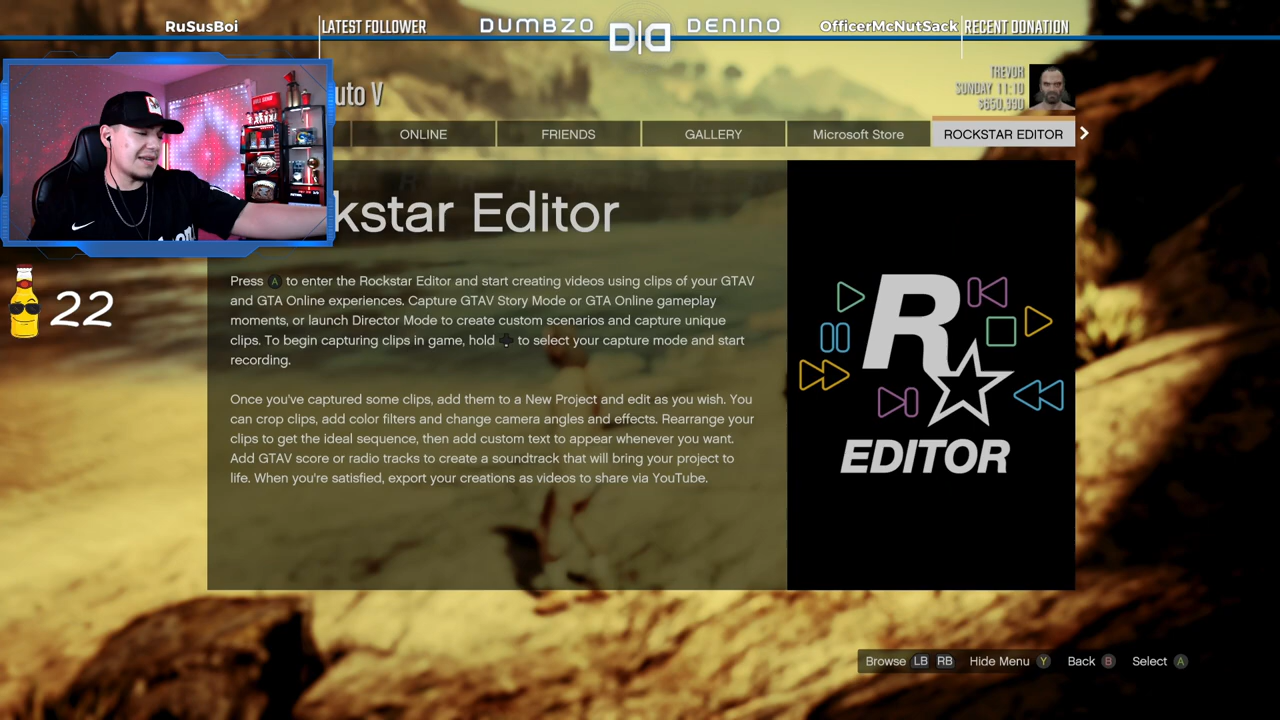 RuSusBoi LATEST FOLLOWER DUMBZO D|D DENINO OfficerMcNutSack RECENT DONATION
uto V
TREVOR
SUNDAY 11:10
$650,990
ONLINE FRIENDS GALLERY Microsoft Store ROCKSTAR EDITOR
kstar Editor
Press A to enter the Rockstar Editor and start creating videos using clips of your GTAV
and GTA Online experiences. Capture GTAV Story Mode or GTA Online gameplay
moments, or launch Director Mode to create custom scenarios and capture unique
clips. To begin capturing clips in game, hold to select your capture mode and start
recording.
Once you've captured some clips, add them to a New Project and edit as you wish. You
can crop clips, add color filters and change camera angles and effects. Rearrange your
clips to get the ideal sequence, then add custom text to appear whenever you want.
Add GTAV score or radio tracks to create a soundtrack that will bring your project to
life. When you're satisfied, export your creations as videos to share via YouTube.
22
R
EDITOR
Browse LB RB Hide Menu Y Back B Select A